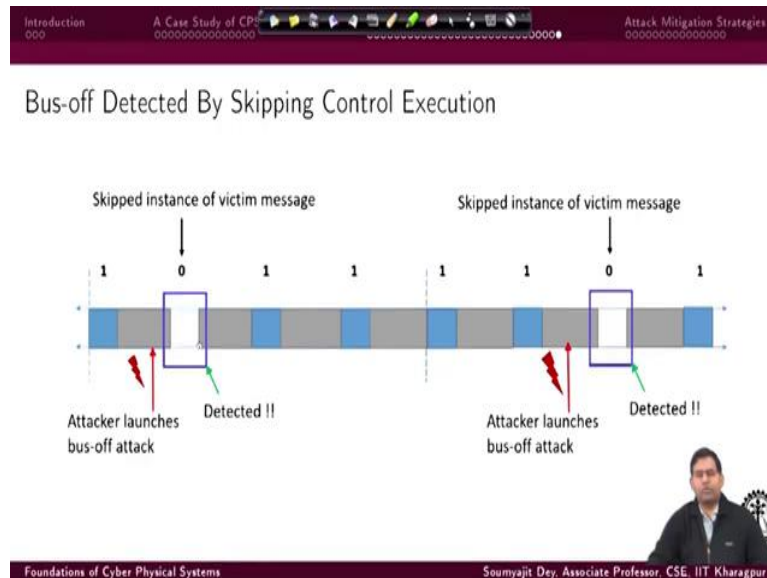 Introduction
A Case Study of CPS
Attack Mitigation Strategies
Bus-off Detected By Skipping Control Execution
Skipped instance of victim message
Skipped instance of victim message
1 0 1 1 1 1 0 1
Attacker launches
bus-off attack
Detected !!
Attacker launches
bus-off attack
Detected !!
Foundations of Cyber Physical Systems
Soumyajit Dey, Associate Professor, CSE, IIT Kharagpur